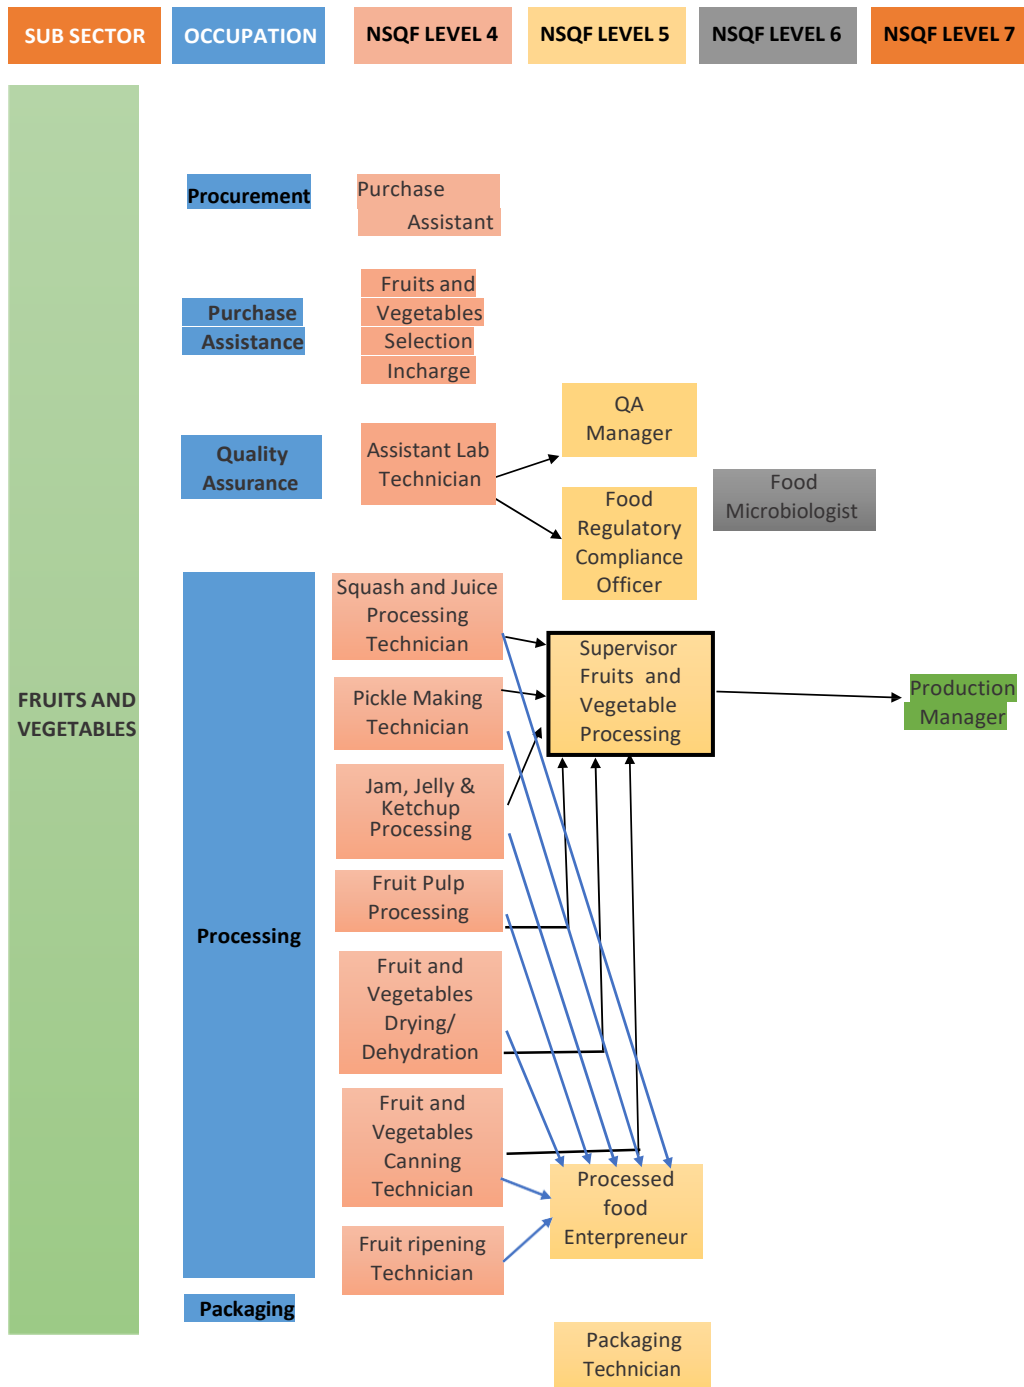 SUB SECTOR
OCCUPATION
NSQF LEVEL 4
NSQF LEVEL 5
NSQF LEVEL 6
NSQF LEVEL 7
FRUITS AND
VEGETABLES
Procurement
Purchase
Assistant
Purchase
Assistance
Fruits and
Vegetables
Selection
Incharge
Quality
Assurance
Assistant Lab
Technician
QA
Manager
Food
Regulatory
Compliance
Officer
Food
Microbiologist
Processing
Squash and Juice
Processing
Technician
Pickle Making
Technician
Jam, Jelly &
Ketchup
Processing
Fruit Pulp
Processing
Fruit and
Vegetables
Drying/
Dehydration
Fruit and
Vegetables
Canning
Technician
Fruit ripening
Technician
Supervisor
Fruits and
Vegetable
Processing
Production
Manager
Processed
food
Enterpreneur
Packaging
Packaging
Technician